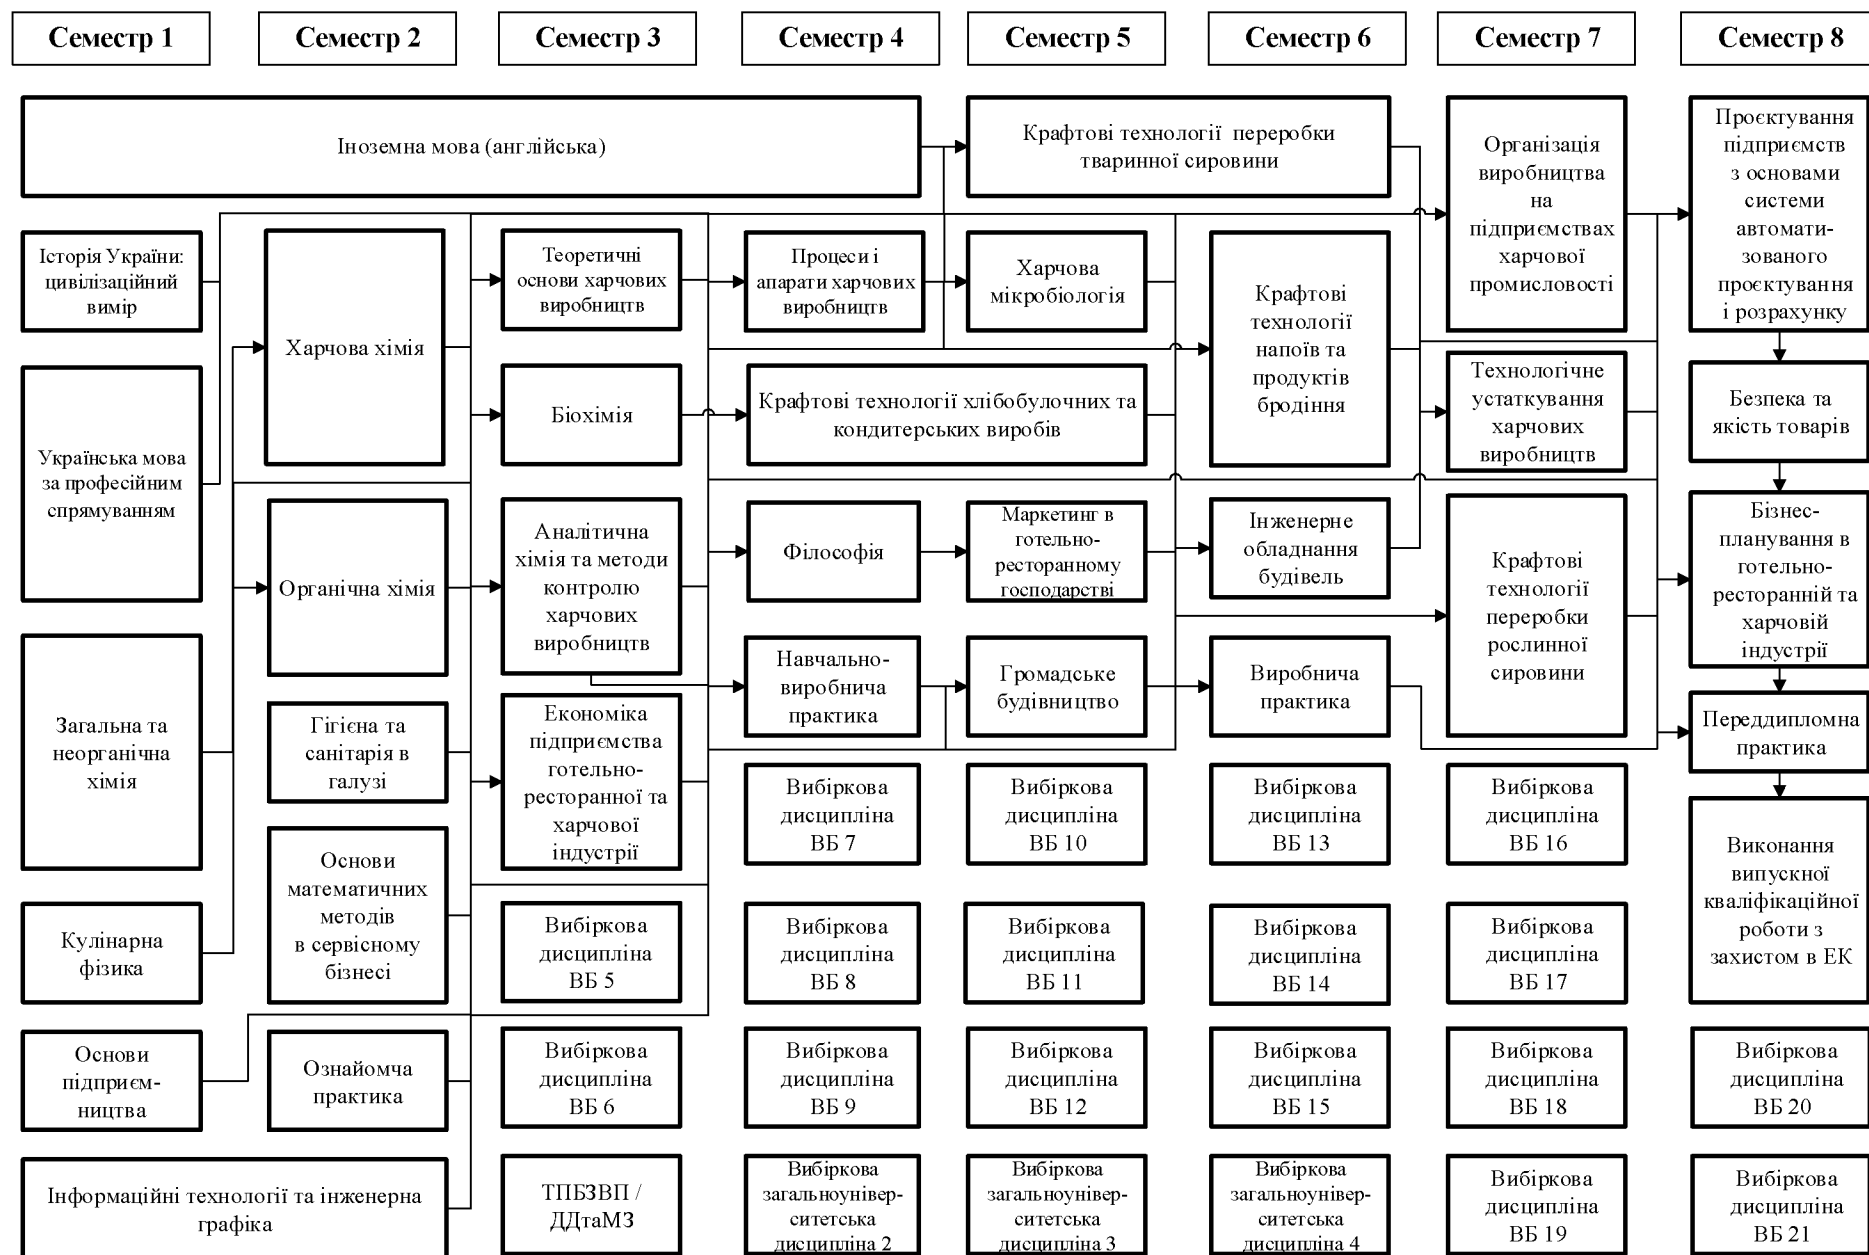 Семестр 1
Семестр 2
Семестр 3
Семестр 4
Семестр 5
Семестр 6
Семестр 7
Семестр 8
Іноземна мова (англійська)
Крафтові технології переробки
тваринної сировини
Організація
виробництва
на
підприємствах
харчової
промисловості
Проєктування
підприємств
з основами
системи
автомати-
зованого
проєктування
і розрахунку
Історія України:
цивілізаційний
вимір
Харчова хімія
Теоретичні
основи харчових
виробництв
Процеси і
апарати харчових
виробництв
Харчова
мікробіологія
Крафтові
технології
напоїв та
продуктів
бродіння
Українська мова
за професійним
спрямуванням
Біохімія
Крафтові технології хлібобулочних та
кондитерських виробів
Технологічне
устаткування
харчових
виробництв
Безпека та
якість товарів
Органічна хімія
Аналітична
хімія та методи
контролю
харчових
виробництв
Філософія
Маркетинг в
готельно-
ресторанному
господарстві
Інженерне
обладнання
будівель
Крафтові
технології
переробки
рослинної
сировини
Бізнес-
планування в
готельно-
ресторанній та
харчовій
індустрії
Загальна та
неорганічна
хімія
Гігієна та
санітарія в
галузі
Економіка
підприємства
готельно-
ресторанної та
харчової
індустрії
Навчально-
виробнича
практика
Громадське
будівництво
Виробнича
практика
Переддипломна
практика
Вибіркова
дисципліна
ВБ 7
Вибіркова
дисципліна
ВБ 10
Вибіркова
дисципліна
ВБ 13
Вибіркова
дисципліна
ВБ 16
Виконання
випускної
кваліфікаційної
роботи з
захистом в ЕК
Кулінарна
фізика
Основи
математичних
методів
в сервісному
бізнесі
Вибіркова
дисципліна
ВБ 5
Вибіркова
дисципліна
ВБ 8
Вибіркова
дисципліна
ВБ 11
Вибіркова
дисципліна
ВБ 14
Вибіркова
дисципліна
ВБ 17
Основи
підприєм-
ництва
Ознайомча
практика
Вибіркова
дисципліна
ВБ 6
Вибіркова
дисципліна
ВБ 9
Вибіркова
дисципліна
ВБ 12
Вибіркова
дисципліна
ВБ 15
Вибіркова
дисципліна
ВБ 18
Вибіркова
дисципліна
ВБ 20
Інформаційні технології та інженерна
графіка
ТПБЗВП /
ДДтаМЗ
Вибіркова
загальноунівер-
ситетська
дисципліна 2
Вибіркова
загальноунівер-
ситетська
дисципліна 3
Вибіркова
загальноунівер-
ситетська
дисципліна 4
Вибіркова
дисципліна
ВБ 19
Вибіркова
дисципліна
ВБ 21